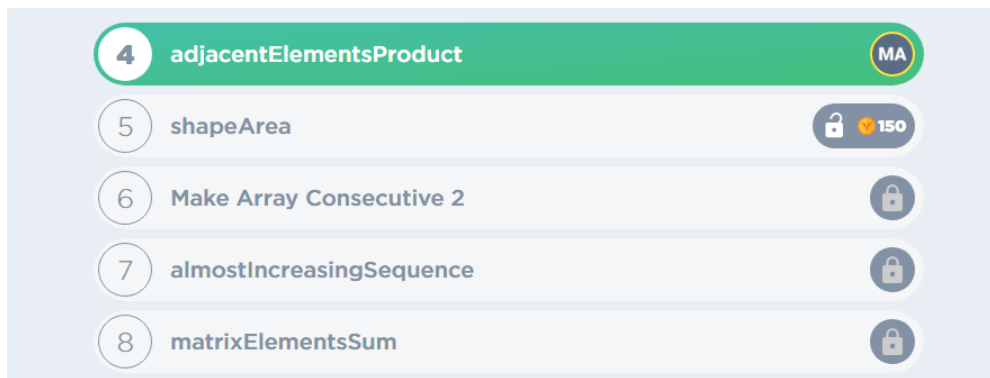 4 adjacentElementsProduct MA
5 shapeArea 150
6 Make Array Consecutive 2
7 almostIncreasingSequence
8 matrixElementsSum